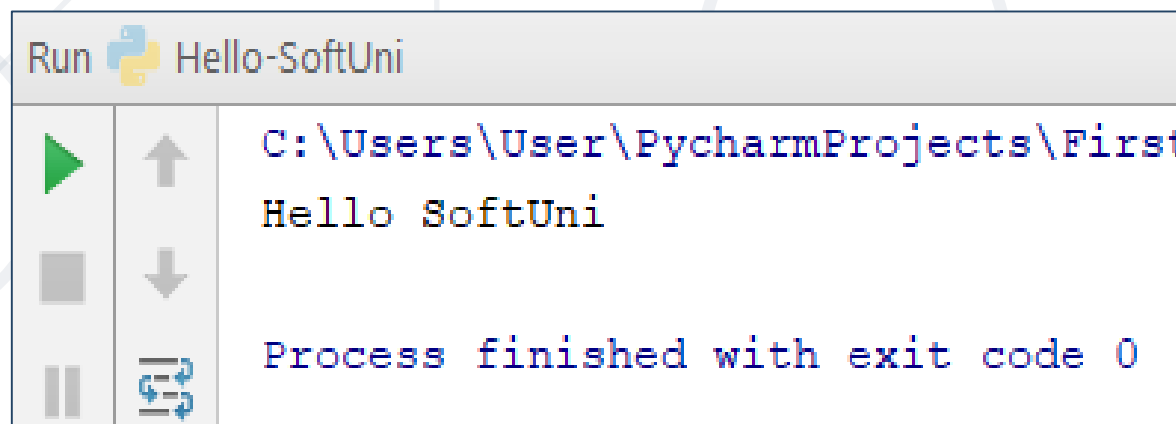 Run Hello-SoftUni
C:\Users\User\PycharmProjects\First
Hello SoftUni
Process finished with exit code 0